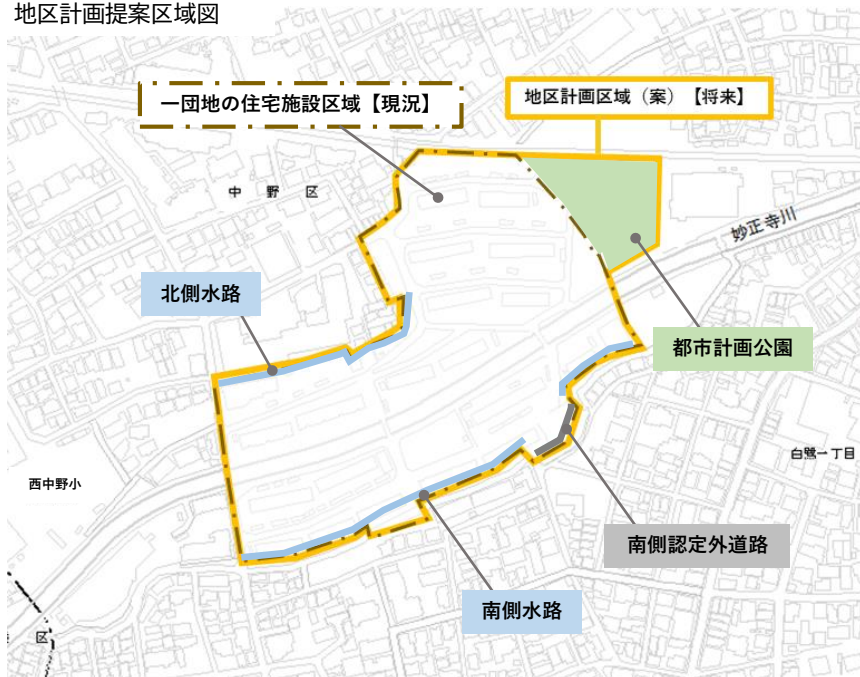 地区計画提案区域図
一団地の住宅施設区域【現況】
地区計画区域（案）【将来】
中野区
妙正寺川
北側水路
都市計画公園
白鷺一丁目
西中野小
南側認定外道路
南側水路
区